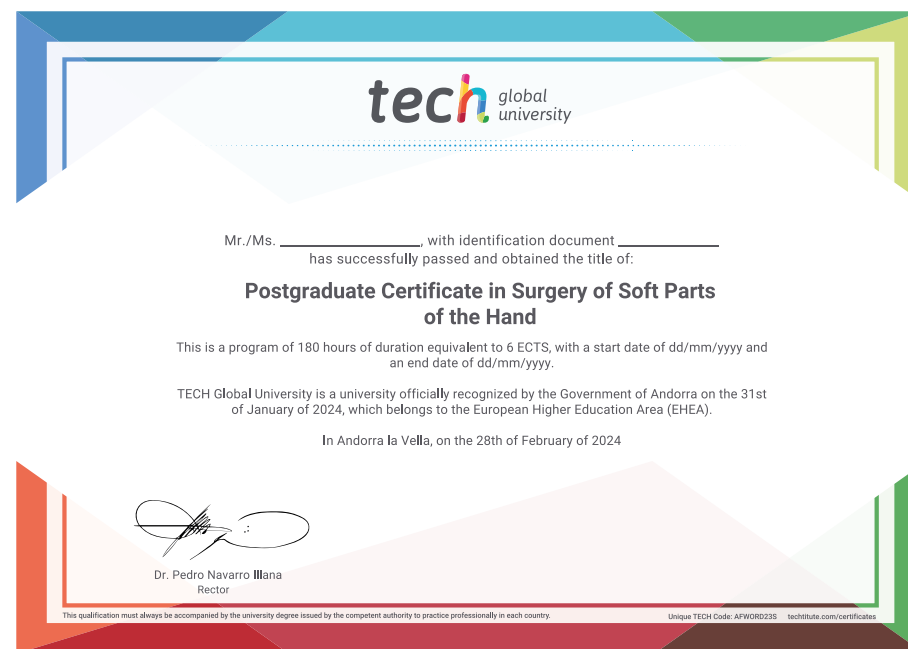 tech global university
Mr./Ms. ____________, with identification document ____________
has successfully passed and obtained the title of:
Postgraduate Certificate in Surgery of Soft Parts
of the Hand
This is a program of 180 hours of duration equivalent to 6 ECTS, with a start date of dd/mm/yyyy and
an end date of dd/mm/yyyy.
TECH Global University is a university officially recognized by the Government of Andorra on the 31st
of January of 2024, which belongs to the European Higher Education Area (EHEA).
In Andorra la Vella, on the 28th of February of 2024
Dr. Pedro Navarro Illana
Rector
This qualification must always be accompanied by the university degree issued by the competent authority to practice professionally in each country.
Unique TECH Code: AFWORD23S techtitute.com/certificates